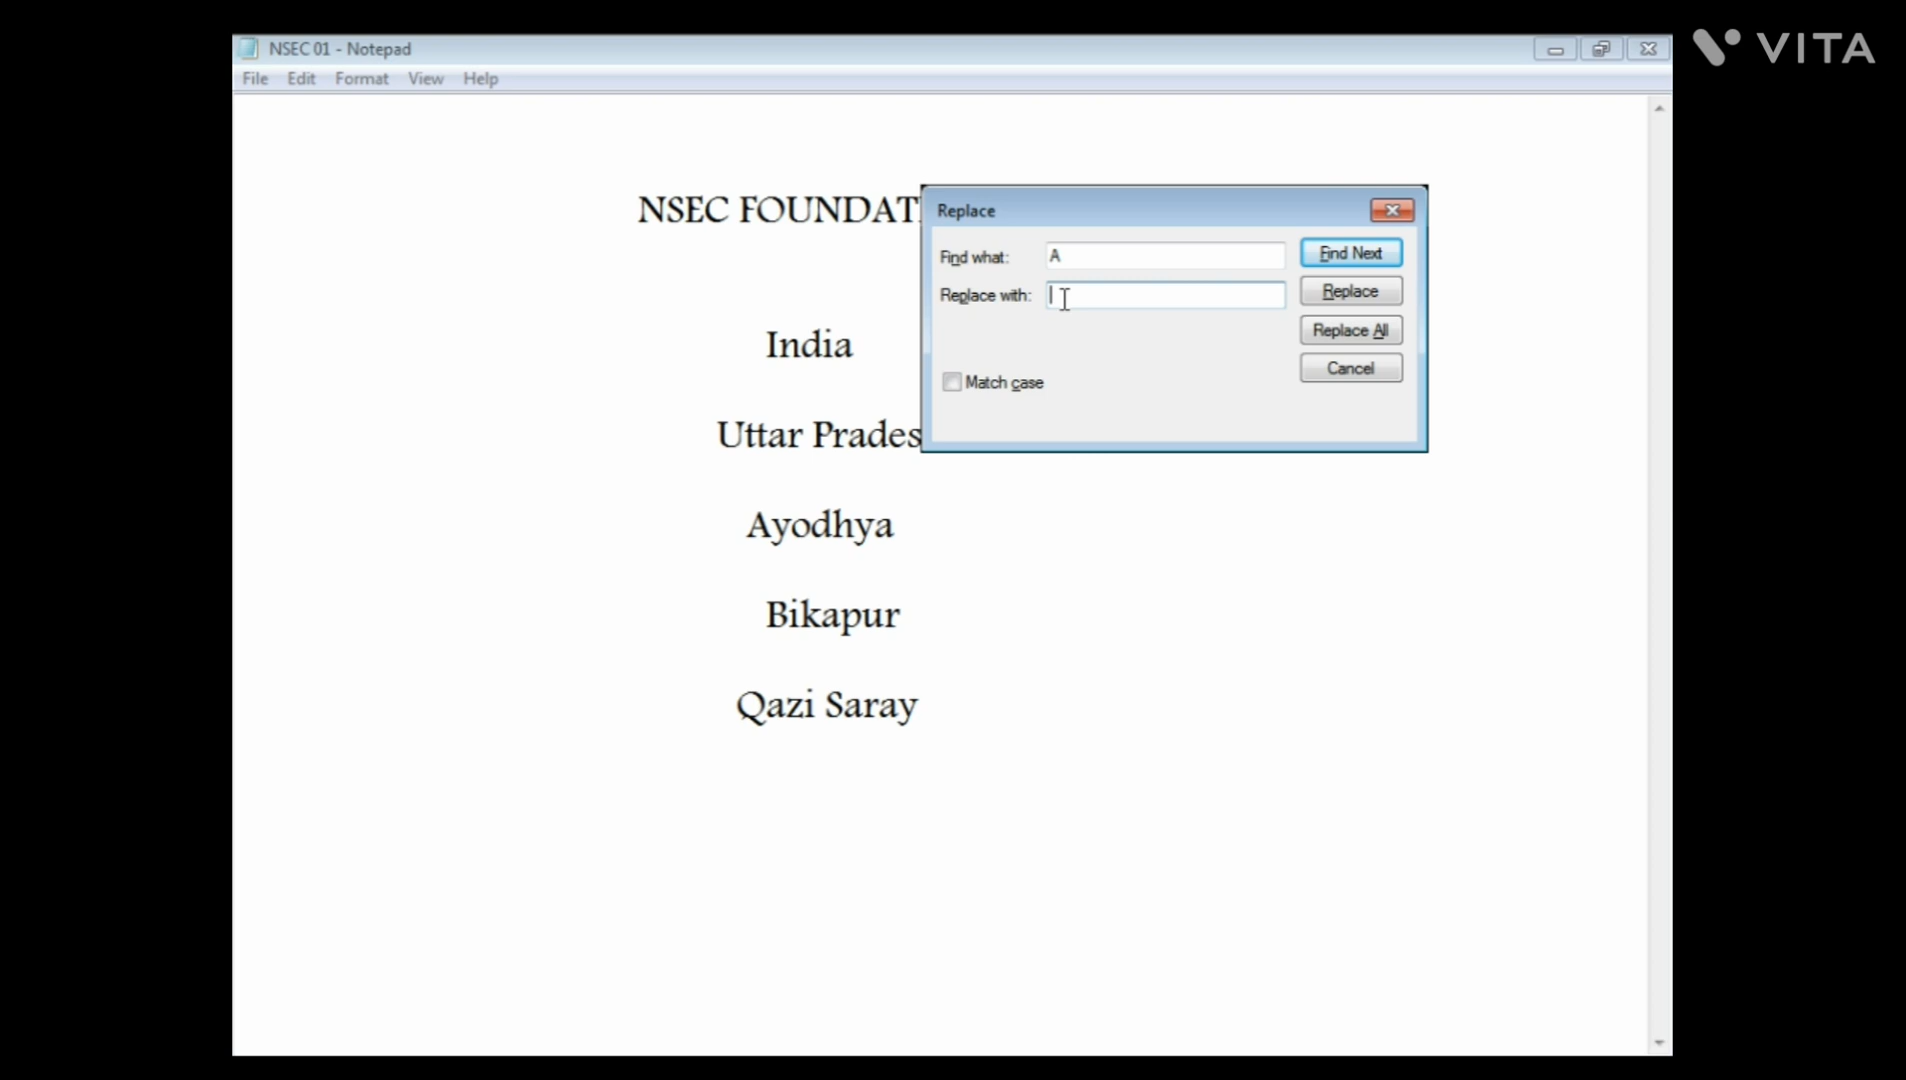 NSEC 01 - Notepad
VITA
File Edit Format View Help
NSEC FOUNDAT
Replace
Find what: A
Find Next
Replace with:
Replace
Replace All
Match case
Cancel
India
Uttar Prades
Ayodhya
Bikapur
Qazi Saray